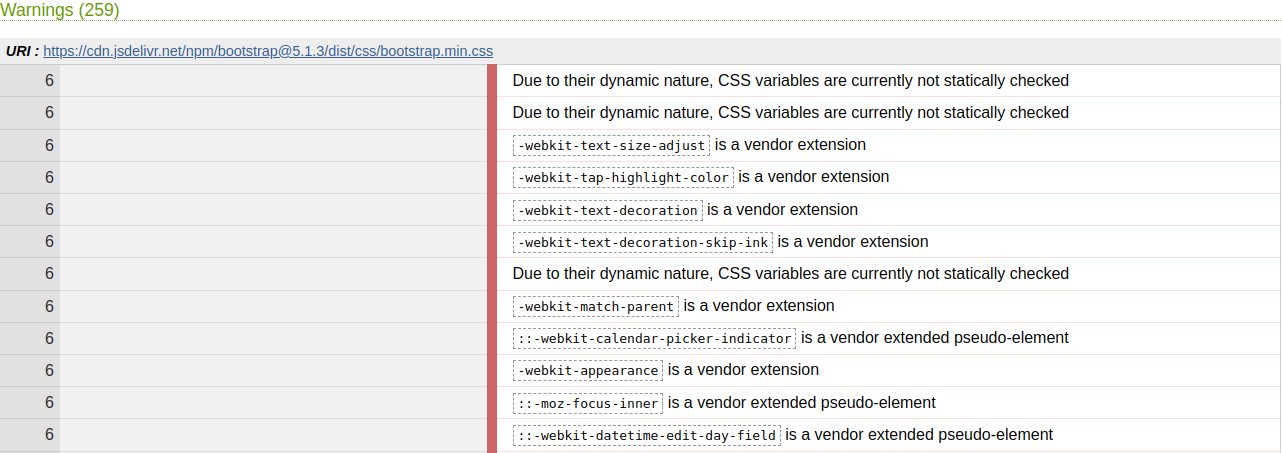 Warnings (259)
URI : https://cdn.jsdelivr.net/npm/bootstrap@5.1.3/dist/css/bootstrap.min.css
6 Due to their dynamic nature, CSS variables are currently not statically checked
6 Due to their dynamic nature, CSS variables are currently not statically checked
6 -webkit-text-size-adjust is a vendor extension
6 -webkit-tap-highlight-color is a vendor extension
6 -webkit-text-decoration is a vendor extension
6 -webkit-text-decoration-skip-ink is a vendor extension
6 Due to their dynamic nature, CSS variables are currently not statically checked
6 -webkit-match-parent is a vendor extension
6 ::-webkit-calendar-picker-indicator is a vendor extended pseudo-element
6 -webkit-appearance is a vendor extension
6 ::-moz-focus-inner is a vendor extended pseudo-element
6 ::-webkit-datetime-edit-day-field is a vendor extended pseudo-element